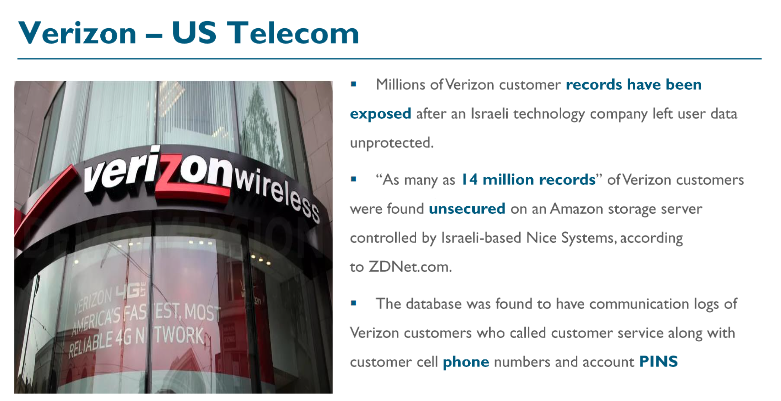 Verizon – US Telecom
verizonwireless
VERIZON 4G
AMERICA'S FASTEST, MOST
RELIABLE 4G NETWORK
▪ Millions of Verizon customer records have been
exposed after an Israeli technology company left user data
unprotected.
▪ “As many as 14 million records” of Verizon customers
were found unsecured on an Amazon storage server
controlled by Israeli-based Nice Systems, according
to ZDNet.com.
▪ The database was found to have communication logs of
Verizon customers who called customer service along with
customer cell phone numbers and account PINS